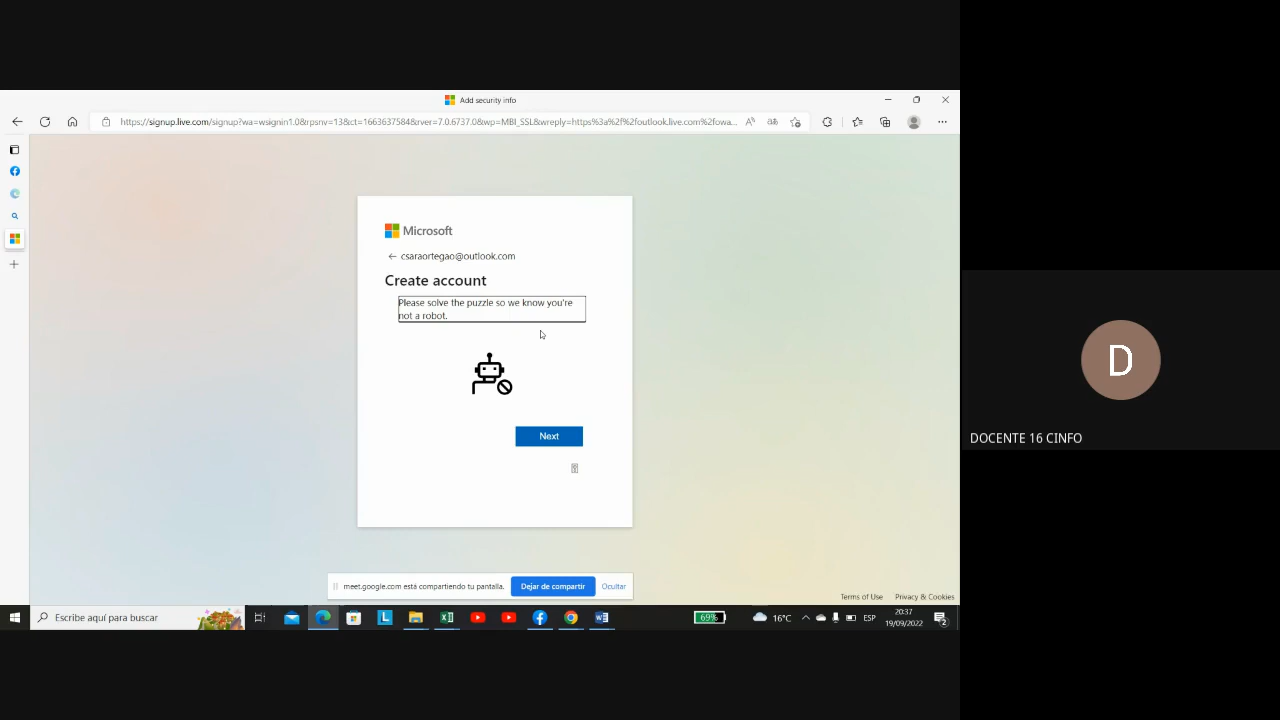 Add security info
https://signup.live.com/signup?wa=wsignin1.0&rpsnv=13&ct=1663637584&rver=7.0.6737.0&wp=MBI_SSL&wreply=https%3a%2f%2foutlook.live.com%2fowa...
Microsoft
csaraortegao@outlook.com
Create account
Please solve the puzzle so we know you're
not a robot.
Next
D
DOCENTE 16 CINFO
meet.google.com está compartiendo tu pantalla.
Dejar de compartir
Ocultar
Terms of Use
Privacy & Cookies
Escribe aquí para buscar
69%
16°C
ESP
20:37
19/09/2022
2